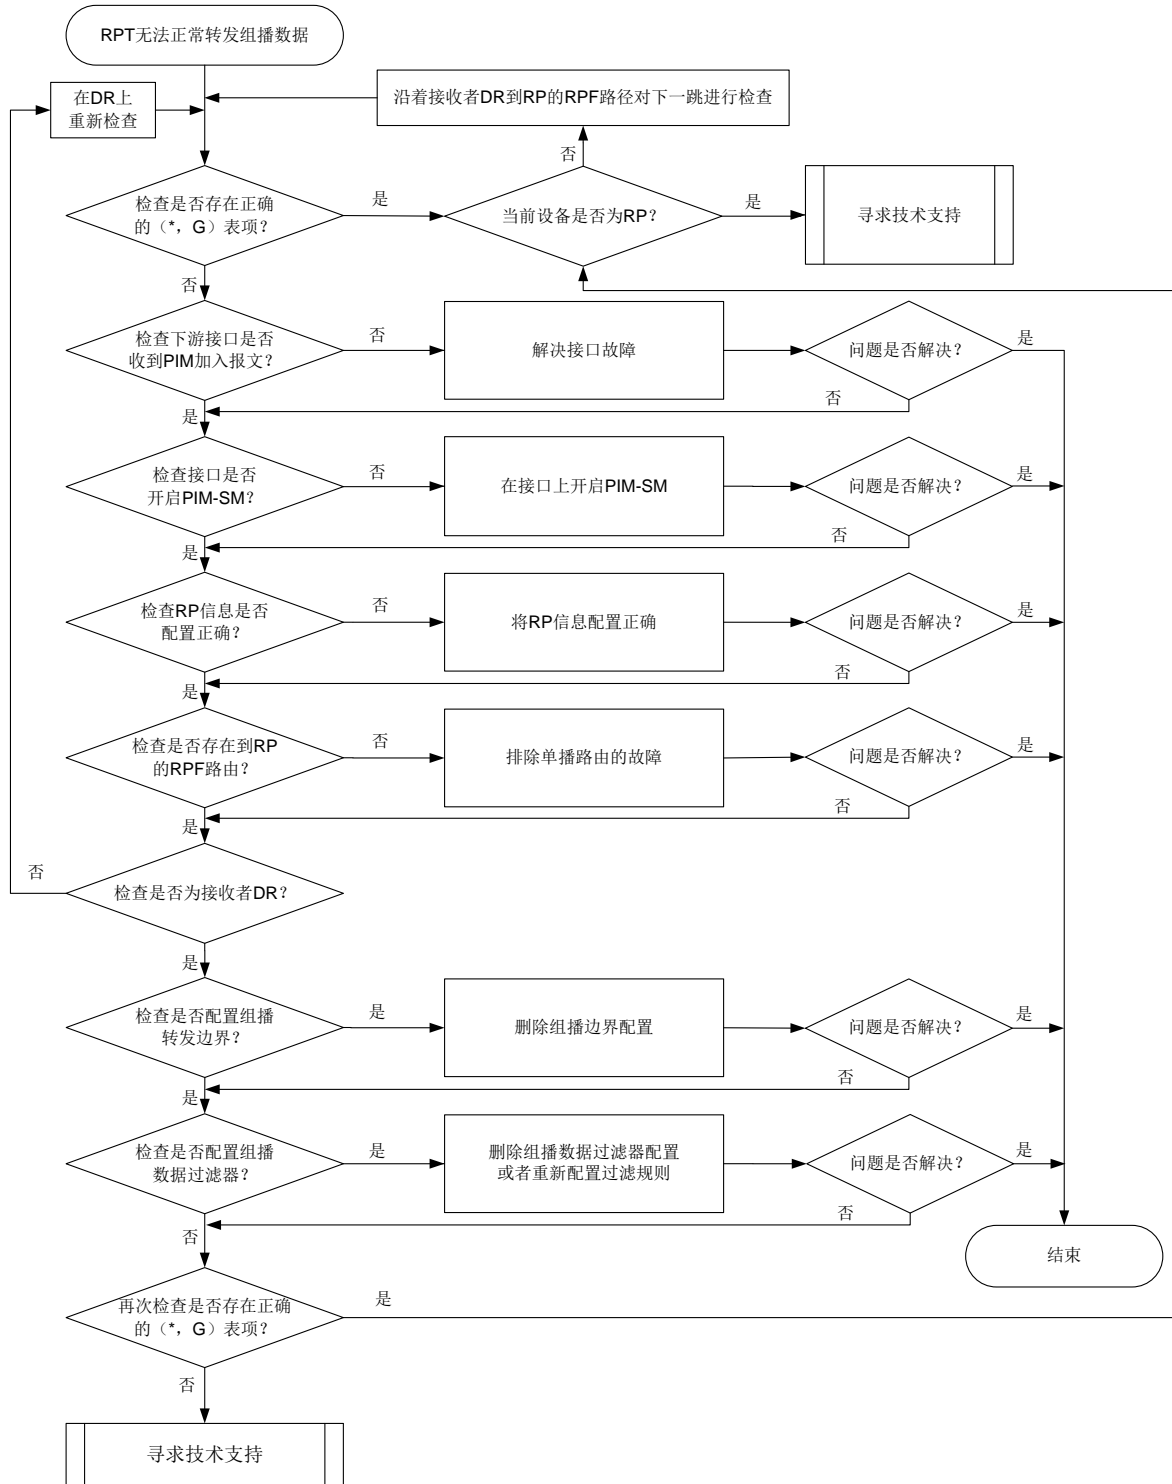 RPT无法正常转发组播数据
在DR上
重新检查
沿着接收者DR到RP的RPF路径对下一跳进行检查
否
检查是否存在正确
的（*，G）表项？
是
当前设备是否为RP？
是
寻求技术支持
否
检查下游接口是否
收到PIM加入报文？
否
解决接口故障
问题是否解决？
是
否
是
检查接口是否
开启PIM-SM？
否
在接口上开启PIM-SM
问题是否解决？
是
否
是
检查RP信息是否
配置正确？
否
将RP信息配置正确
问题是否解决？
是
否
是
检查是否存在到RP
的RPF路由？
否
排除单播路由的故障
问题是否解决？
是
否
是
否
检查是否为接收者DR？
是
检查是否配置组播
转发边界？
是
删除组播边界配置
问题是否解决？
是
否
是
检查是否配置组播
数据过滤器？
是
删除组播数据过滤器配置
或者重新配置过滤规则
问题是否解决？
是
否
否
结束
再次检查是否存在正确
的（*，G）表项？
是
否
寻求技术支持